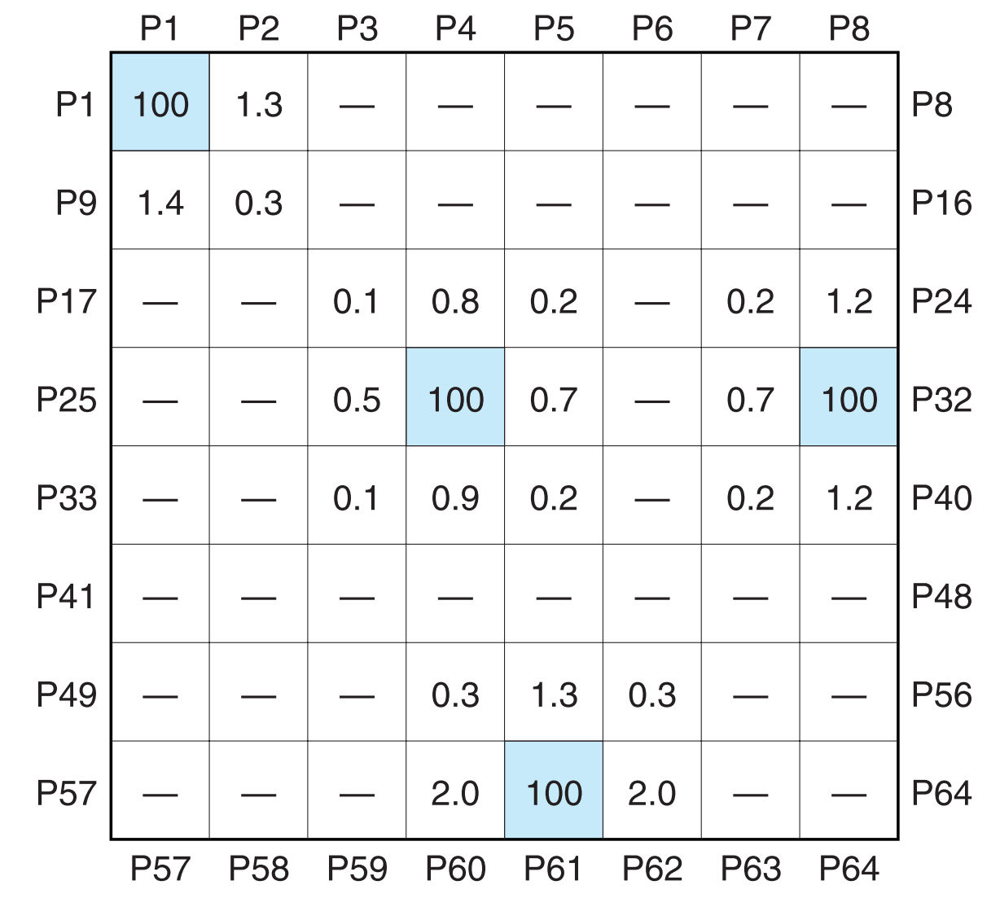 P1 P2 P3 P4 P5 P6 P7 P8
P1 100 1.3 — — — — — — P8
P9 1.4 0.3 — — — — — — P16
P17 — — 0.1 0.8 0.2 — 0.2 1.2 P24
P25 — — 0.5 100 0.7 — 0.7 100 P32
P33 — — 0.1 0.9 0.2 — 0.2 1.2 P40
P41 — — — — — — — — P48
P49 — — — 0.3 1.3 0.3 — — P56
P57 — — — 2.0 100 2.0 — — P64
P57 P58 P59 P60 P61 P62 P63 P64